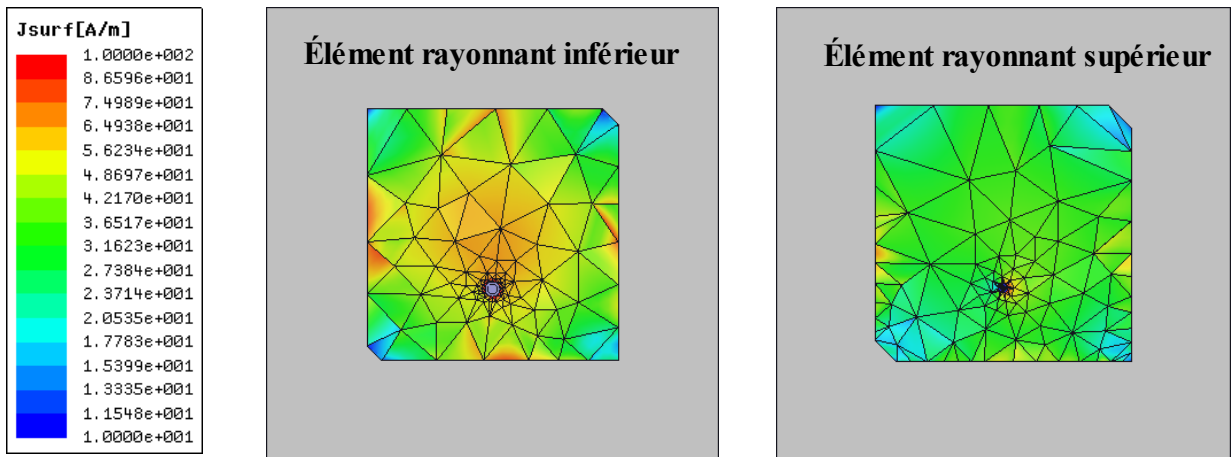 Jsurf[A/m]
1.0000e+002
8.6596e+001
7.4989e+001
6.4938e+001
5.6234e+001
4.8697e+001
4.2170e+001
3.6517e+001
3.1623e+001
2.7384e+001
2.3714e+001
2.0535e+001
1.7783e+001
1.5399e+001
1.3335e+001
1.1548e+001
1.0000e+001
Élément rayonnant inférieur
Élément rayonnant supérieur